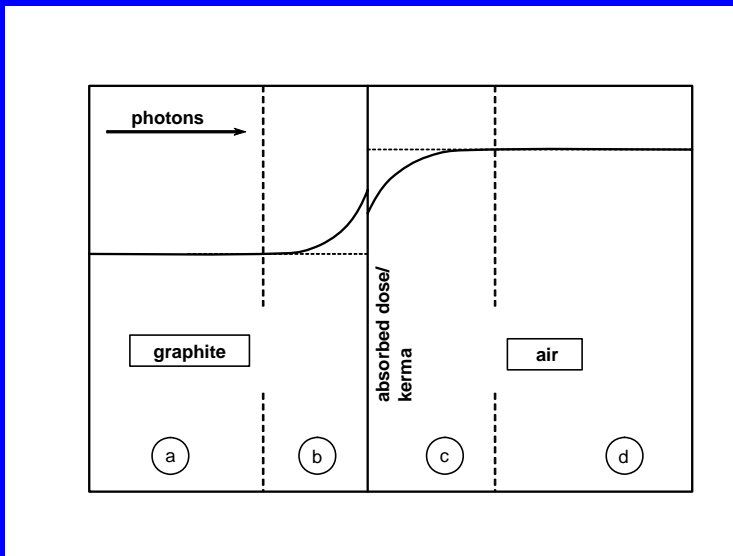 photons
graphite
absorbed dose/
kerma
air
a
b
c
d